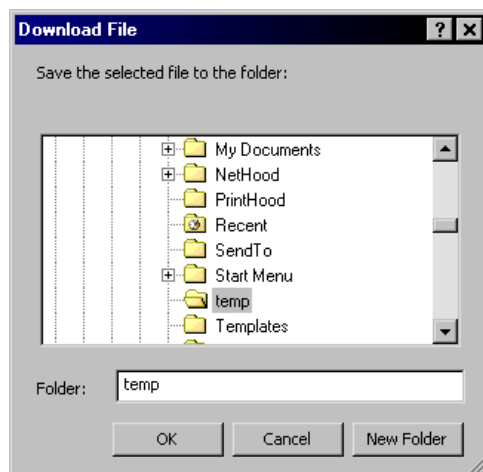 Download File
Save the selected file to the folder:
My Documents
NetHood
PrintHood
Recent
SendTo
Start Menu
temp
Templates
Folder: temp
OK Cancel New Folder